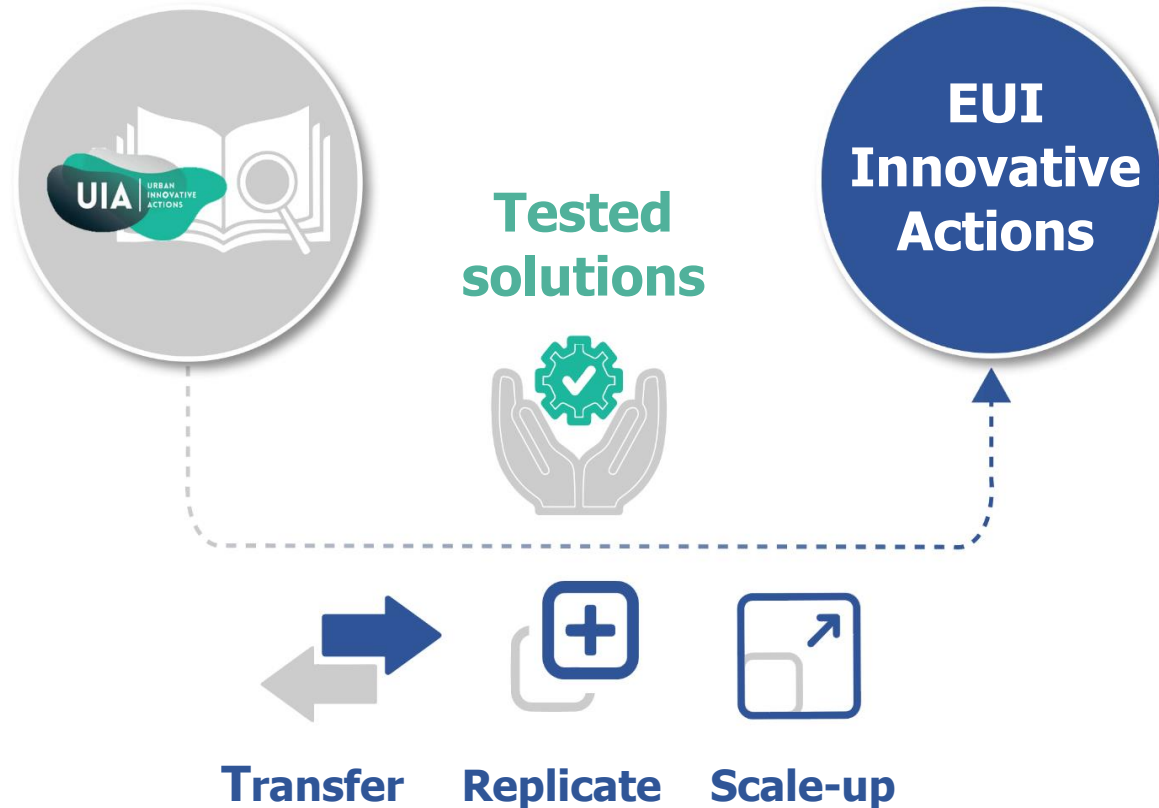 UIA
URBAN
INNOVATIVE
ACTIONS
Tested
solutions
EUI
Innovative
Actions
Transfer
Replicate
Scale-up